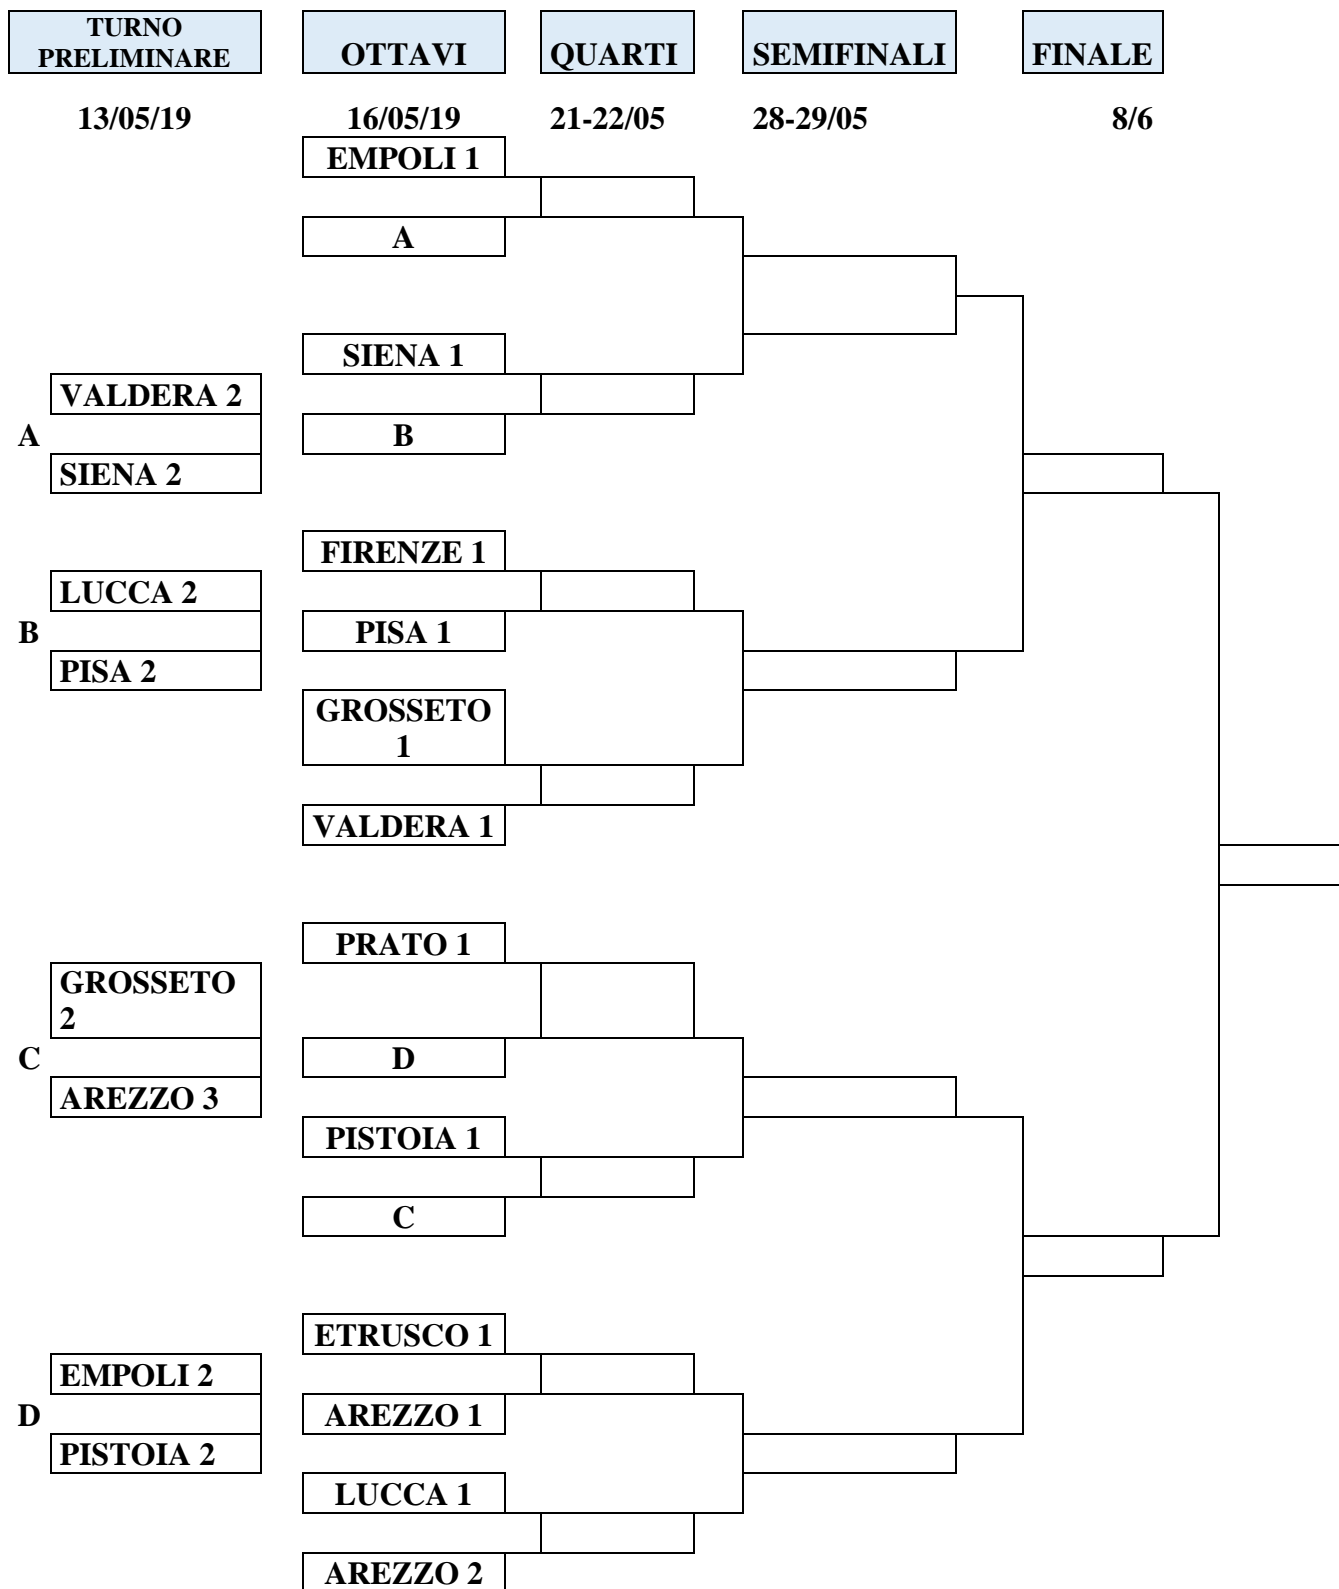 TURNO
PRELIMINARE
OTTAVI
QUARTI
SEMIFINALI
FINALE
13/05/19
16/05/19
21-22/05
28-29/05
8/6
EMPOLI 1
A
SIENA 1
VALDERA 2
A
B
SIENA 2
FIRENZE 1
LUCCA 2
B
PISA 1
PISA 2
GROSSETO
1
VALDERA 1
PRATO 1
GROSSETO
2
C
D
AREZZO 3
PISTOIA 1
C
ETRUSCO 1
EMPOLI 2
D
AREZZO 1
PISTOIA 2
LUCCA 1
AREZZO 2